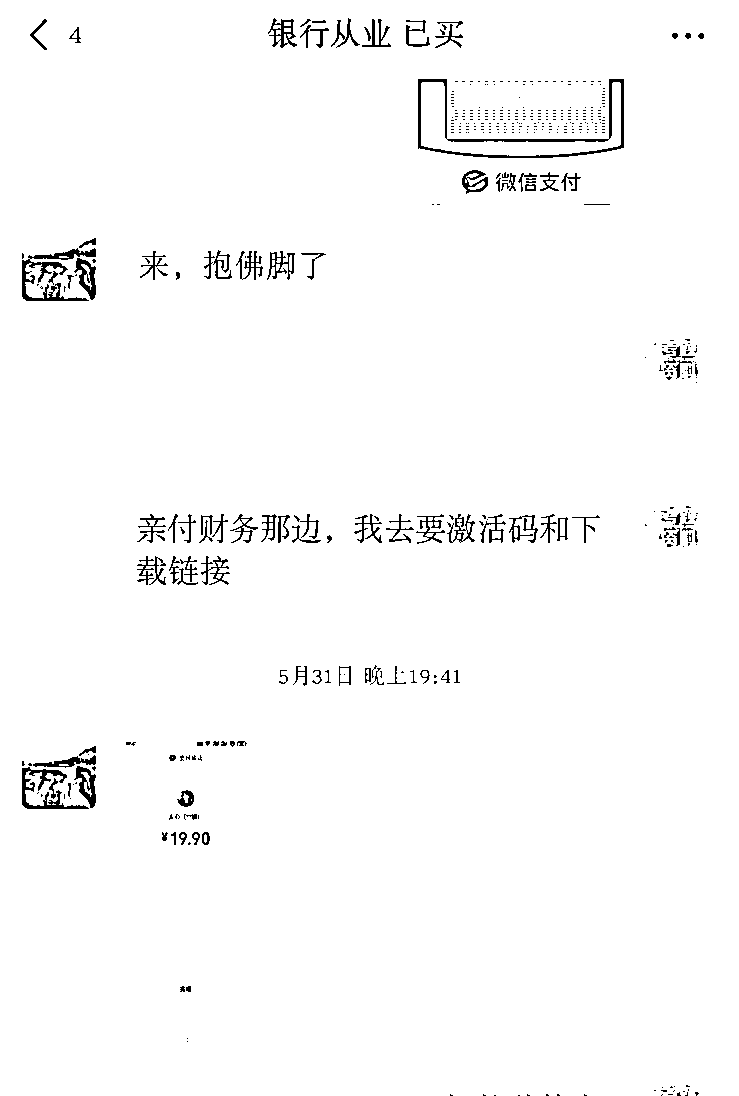 4
银行从业 已买
微信支付
来，抱佛脚了
亲付财务那边，我去要激活码和下
载链接
5月31日 晚上19:41
¥19.90